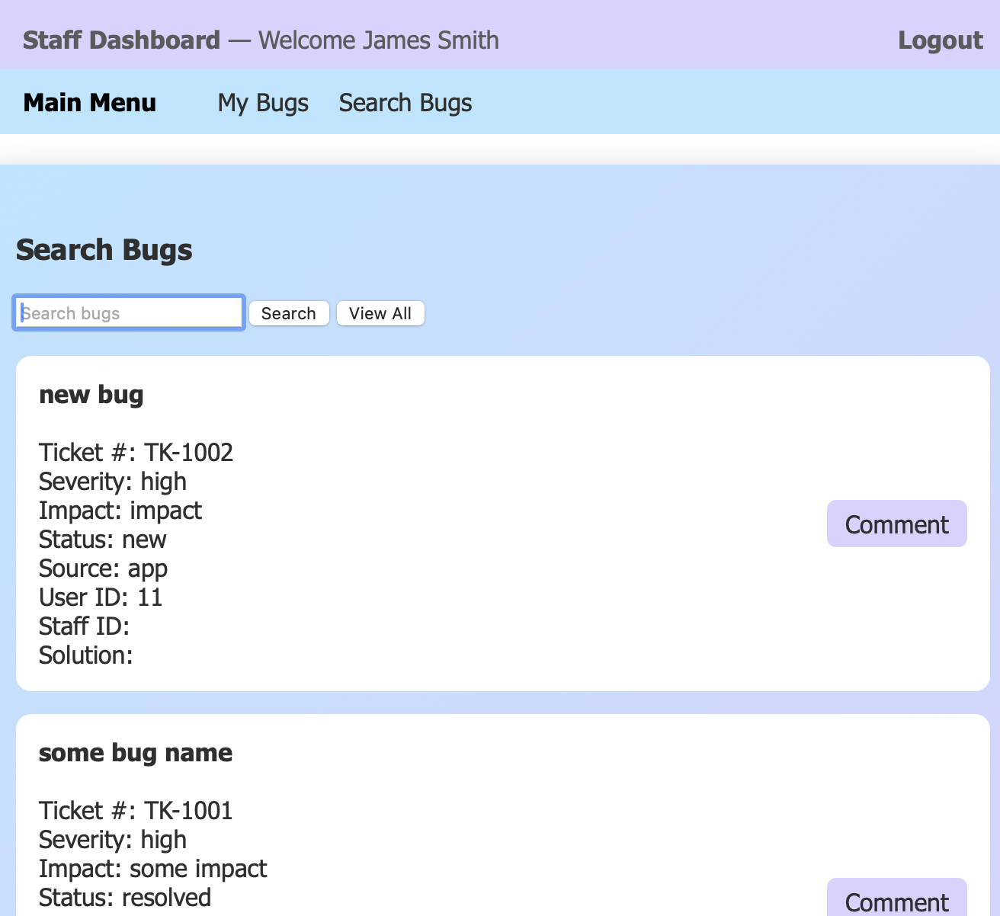 Staff Dashboard — Welcome James Smith Logout
Main Menu My Bugs Search Bugs
Search Bugs
Search bugs Search View All
new bug
Ticket #: TK-1002
Severity: high
Impact: impact
Status: new
Source: app
User ID: 11
Staff ID:
Solution:
Comment
some bug name
Ticket #: TK-1001
Severity: high
Impact: some impact
Status: resolved
Comment